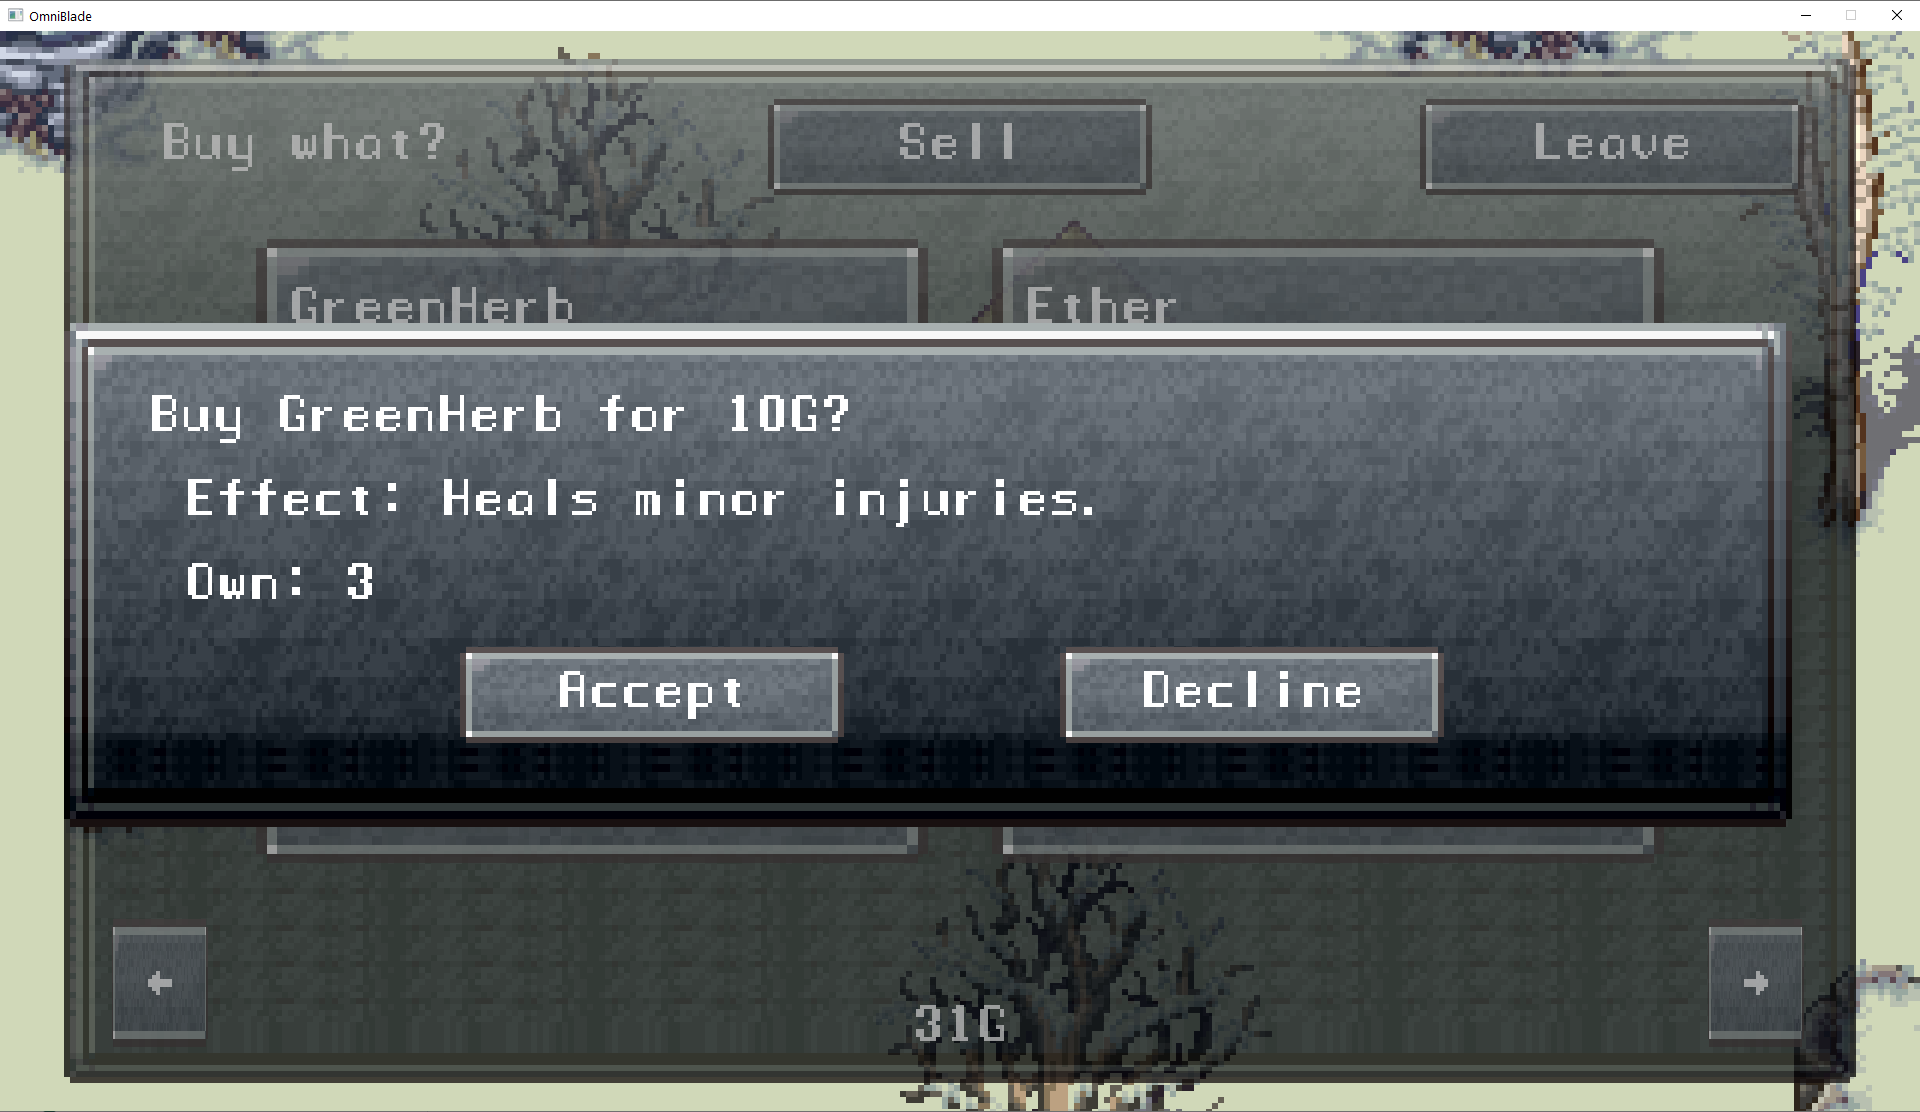 OmniBlade
Buy what?
Sell
Leave
GreenHerb
Ether
Buy GreenHerb for 10G?
Effect: Heals minor injuries.
Own: 3
Accept
Decline
31G